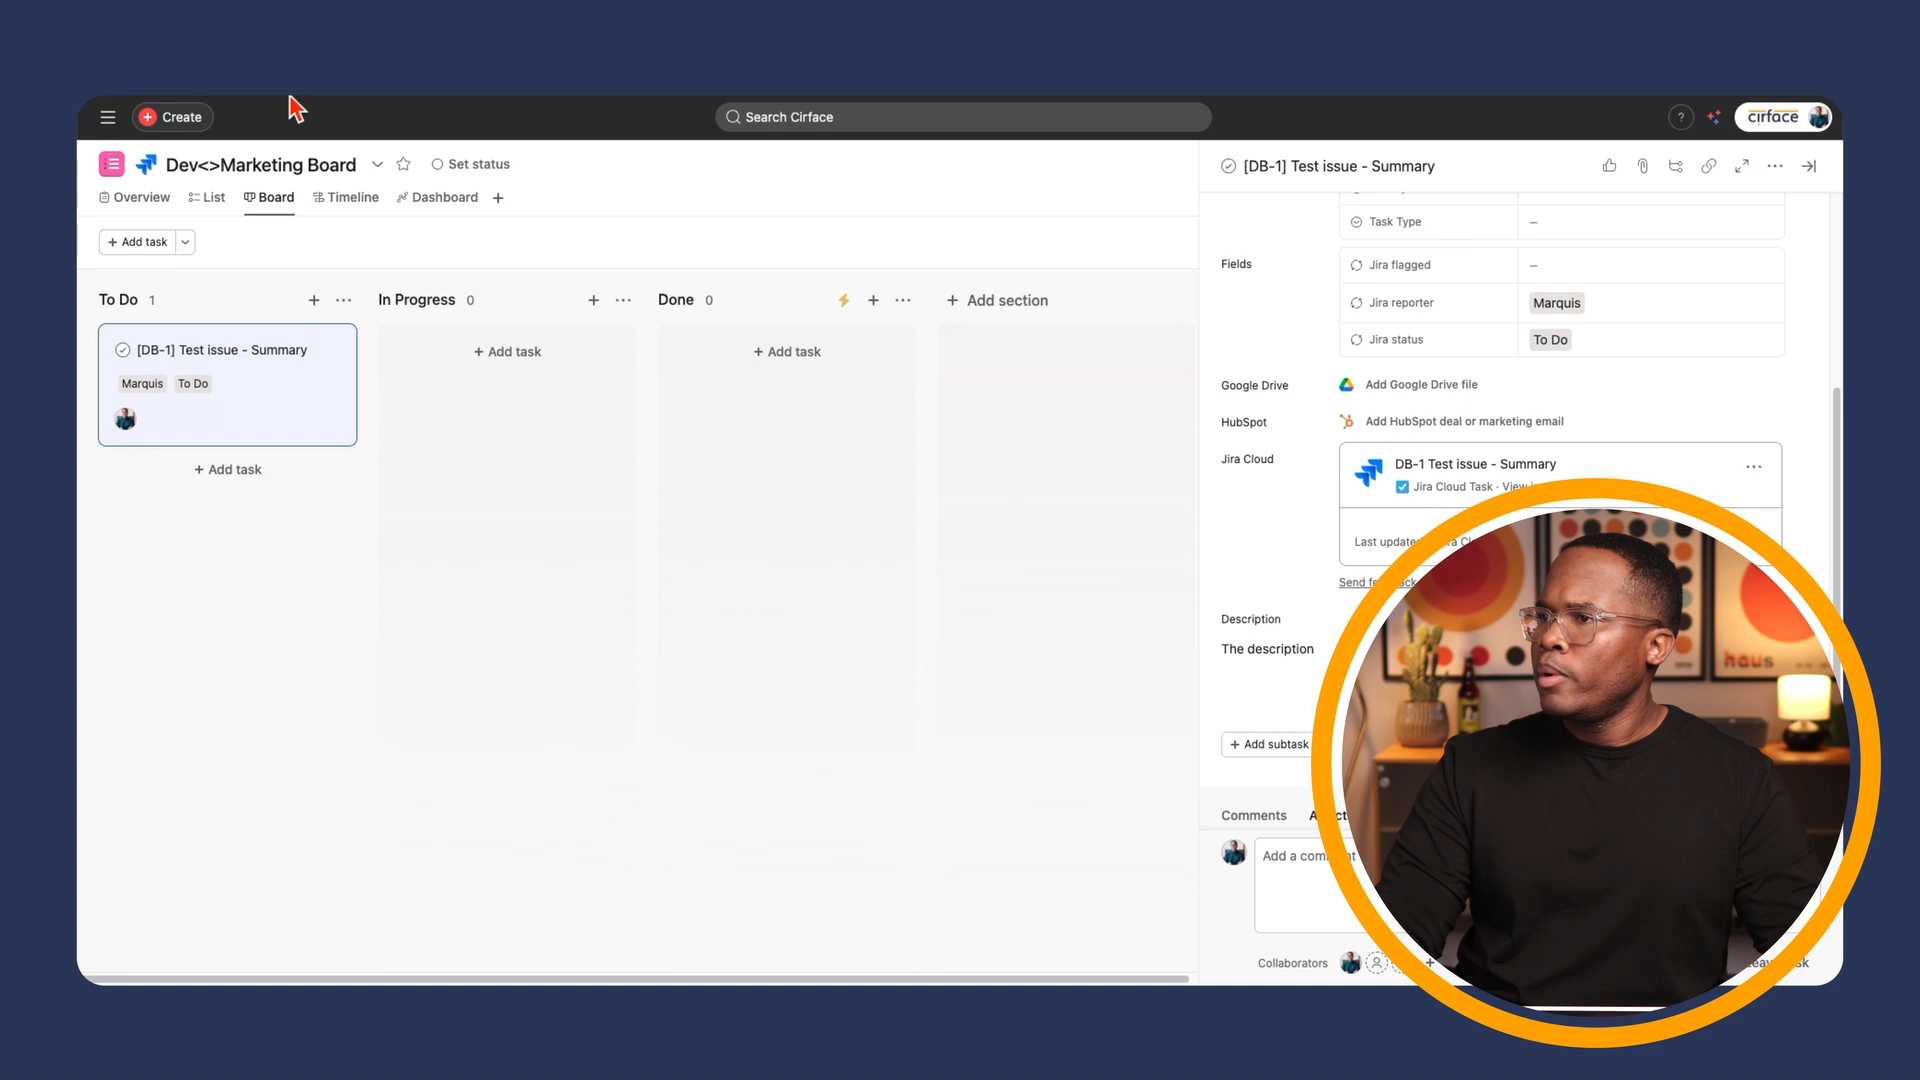 Create
Search Cirface
?
cirface
Dev<>Marketing Board
Set status
Overview
List
Board
Timeline
Dashboard
+ Add task
To Do 1
In Progress 0
Done 0
+ Add section
[DB-1] Test issue - Summary
Marquis
To Do
+ Add task
+ Add task
+ Add task
[DB-1] Test issue - Summary
Task Type
–
Fields
Jira flagged
–
Jira reporter
Marquis
Jira status
To Do
Google Drive
Add Google Drive file
HubSpot
Add HubSpot deal or marketing email
Jira Cloud
DB-1 Test issue - Summary
Jira Cloud Task · View
Last update
Send
Description
The description
+ Add subtask
Comments
Add a
Collaborators
haus